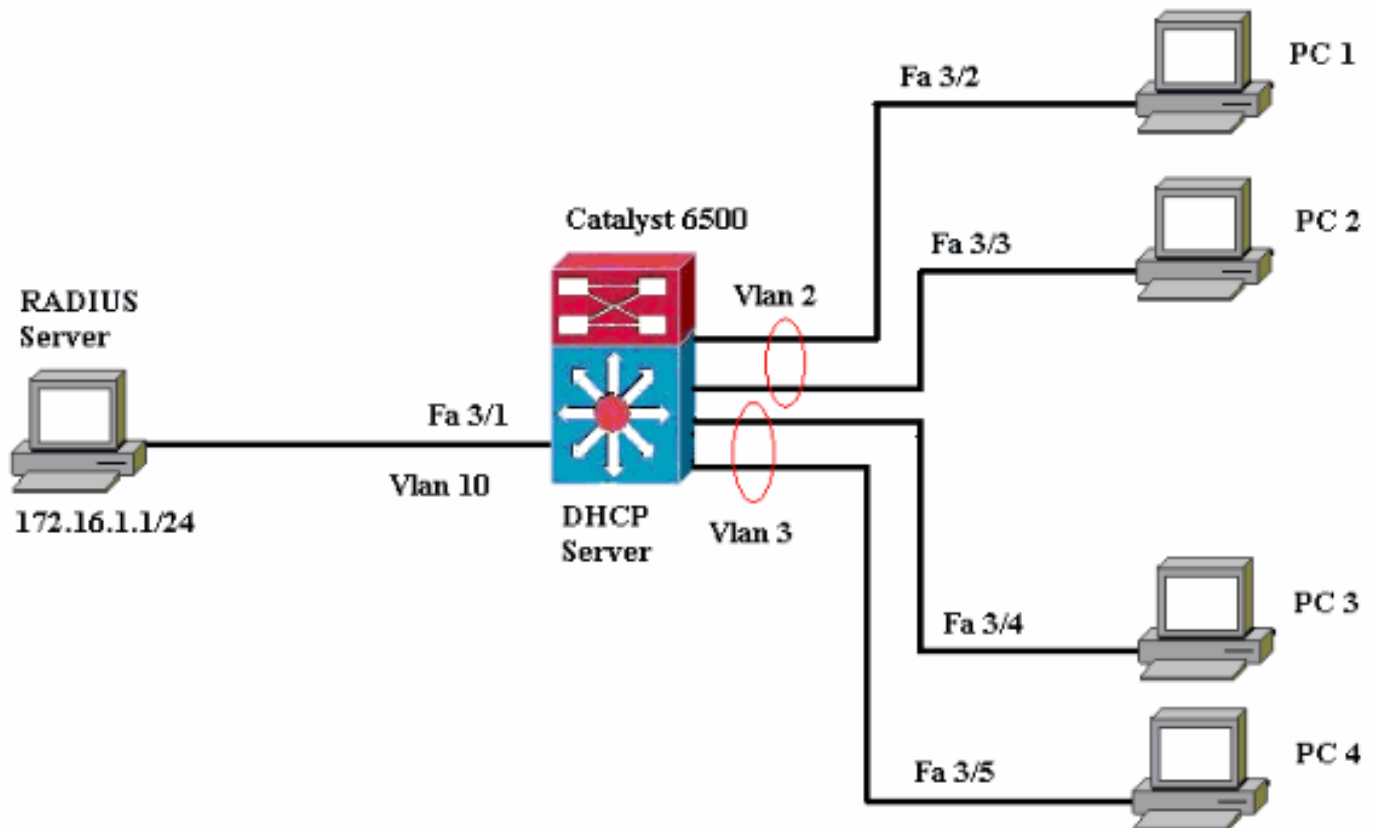 PC 1
Fa 3/2
PC 2
Catalyst 6500
Fa 3/3
Vlan 2
RADIUS
Server
Fa 3/1
Vlan 10
172.16.1.1/24
DHCP
Server
Vlan 3
PC 3
Fa 3/4
PC 4
Fa 3/5